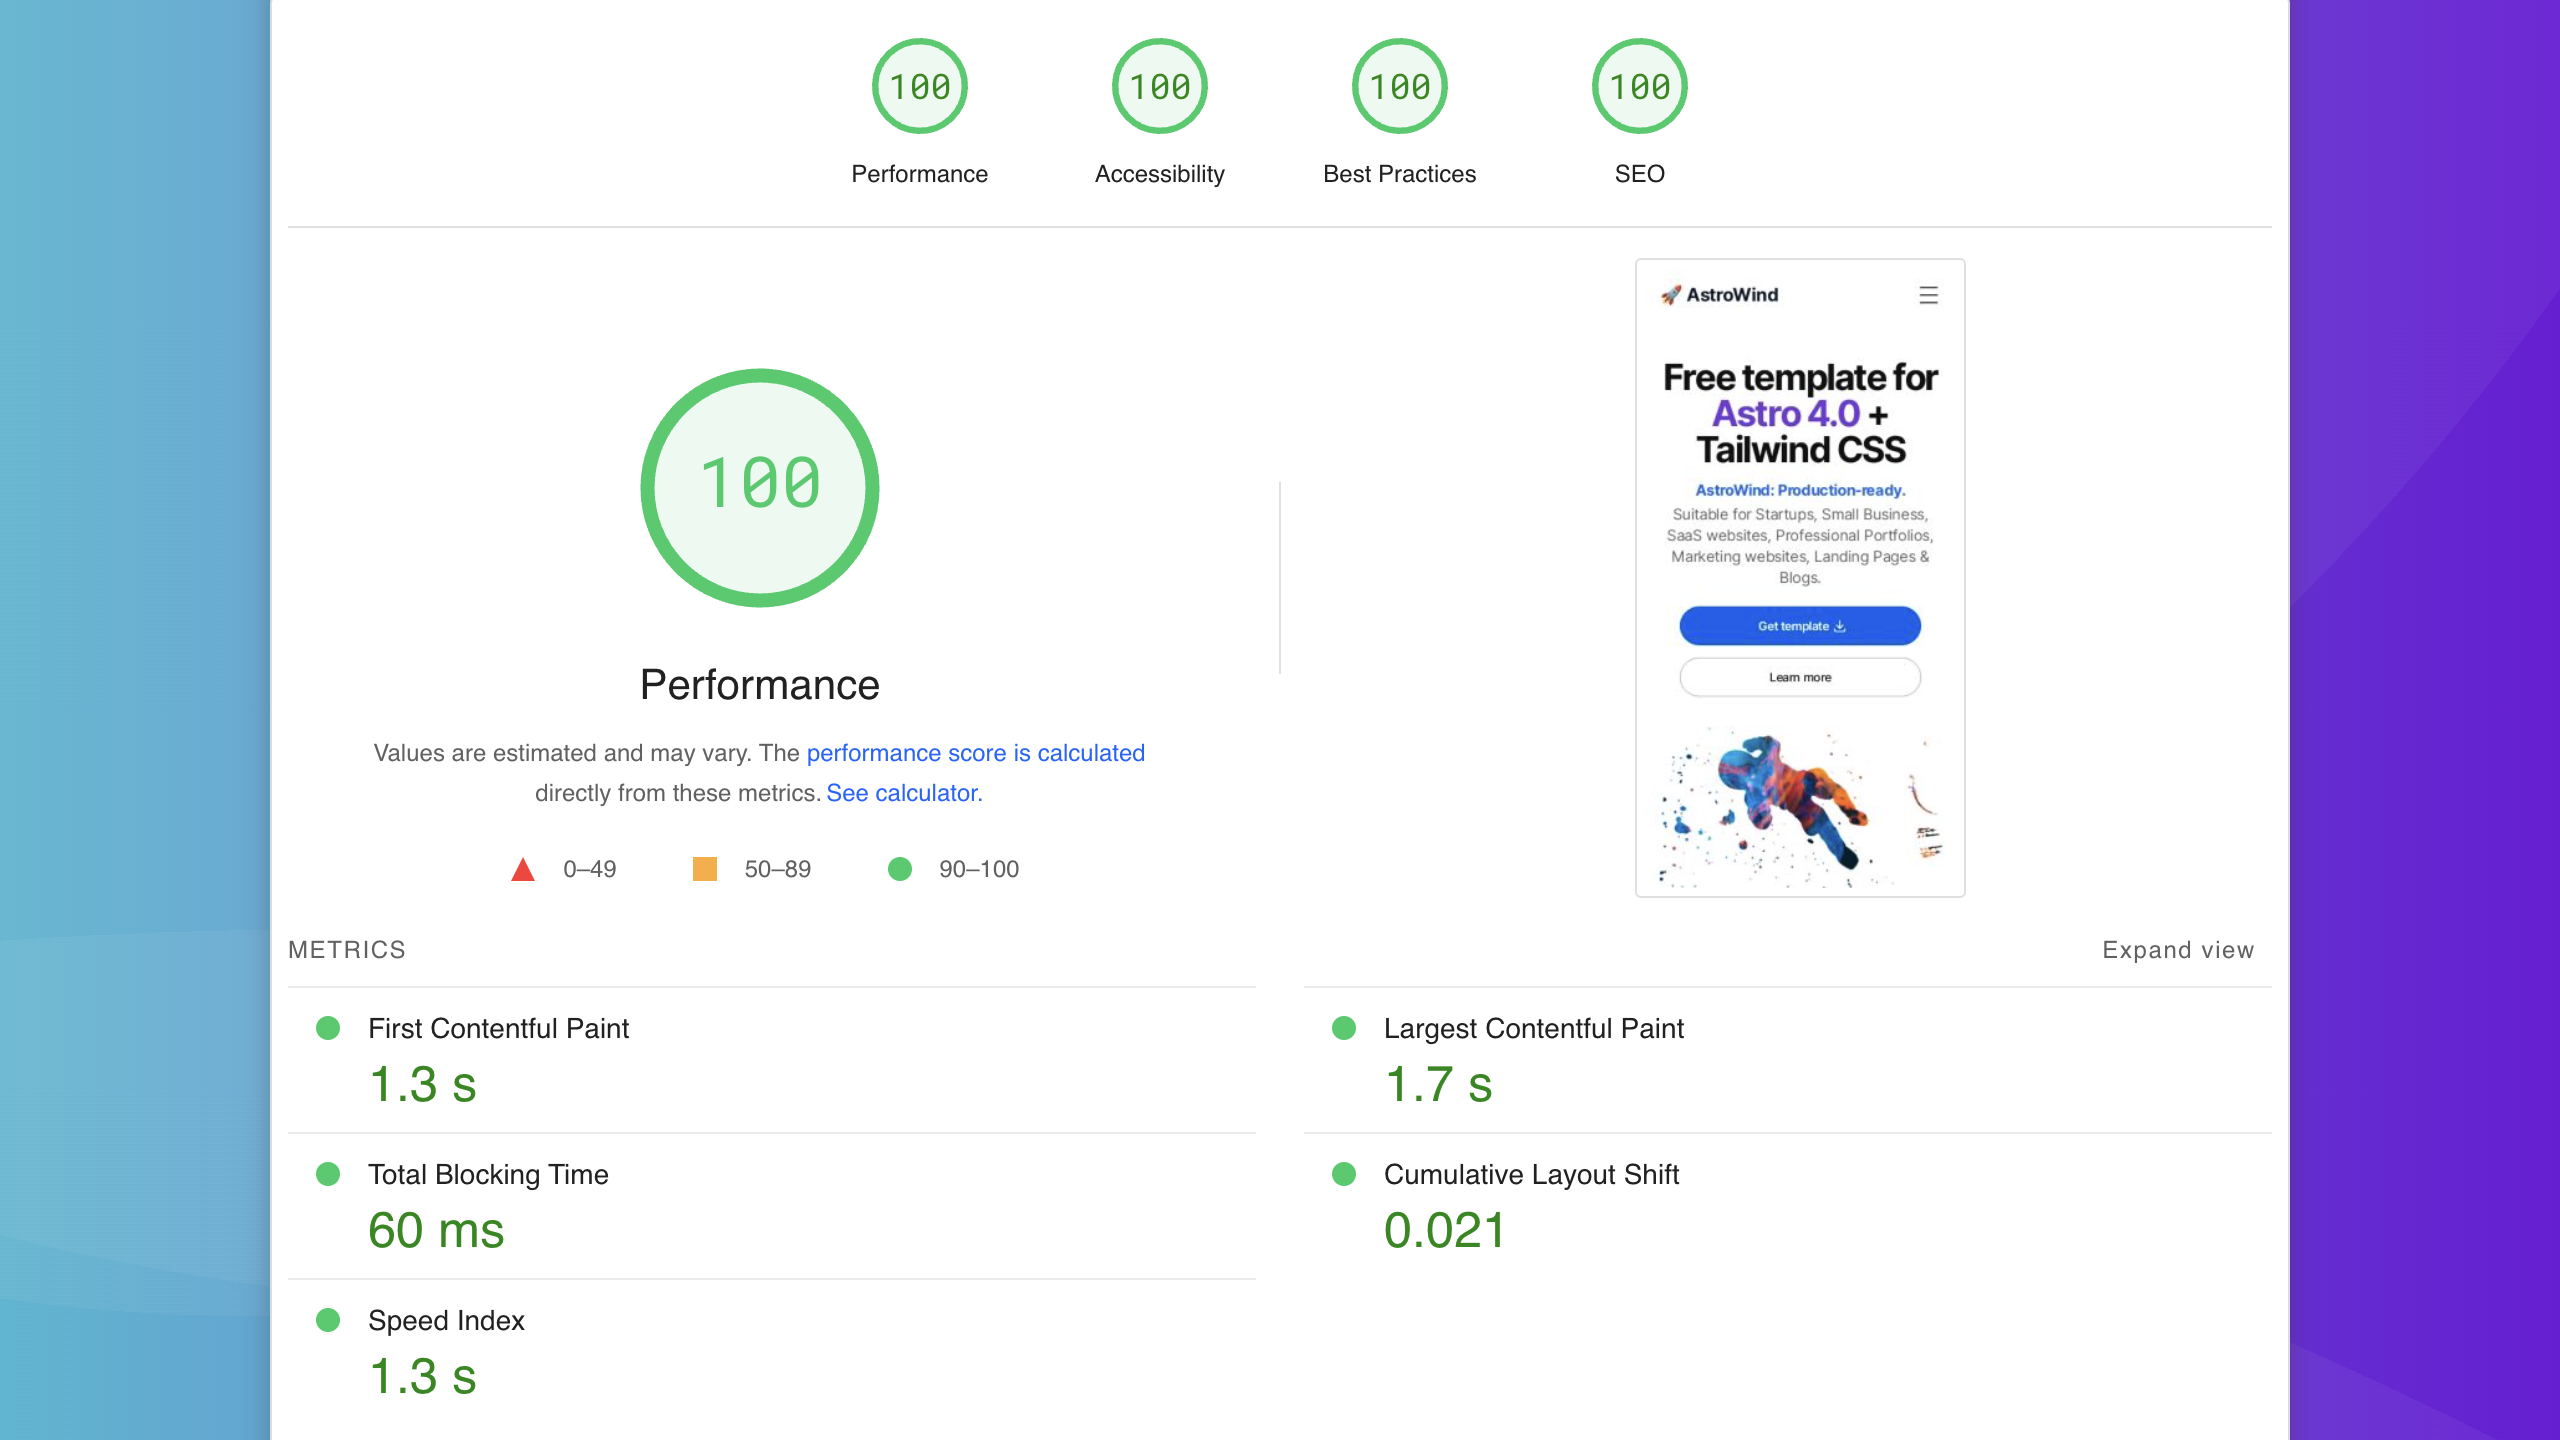 100
100
100
100
Performance
Accessibility
Best Practices
SEO
100
Performance
Values are estimated and may vary. The performance score is calculated
directly from these metrics. See calculator.
0–49
50–89
90–100
AstroWind
Free template for
Astro 4.0 +
Tailwind CSS
AstroWind: Production-ready.
Suitable for Startups, Small Business,
SaaS websites, Professional Portfolios,
Marketing websites, Landing Pages &
Blogs.
Get template
Learn more
METRICS
Expand view
First Contentful Paint
1.3 s
Largest Contentful Paint
1.7 s
Total Blocking Time
60 ms
Cumulative Layout Shift
0.021
Speed Index
1.3 s